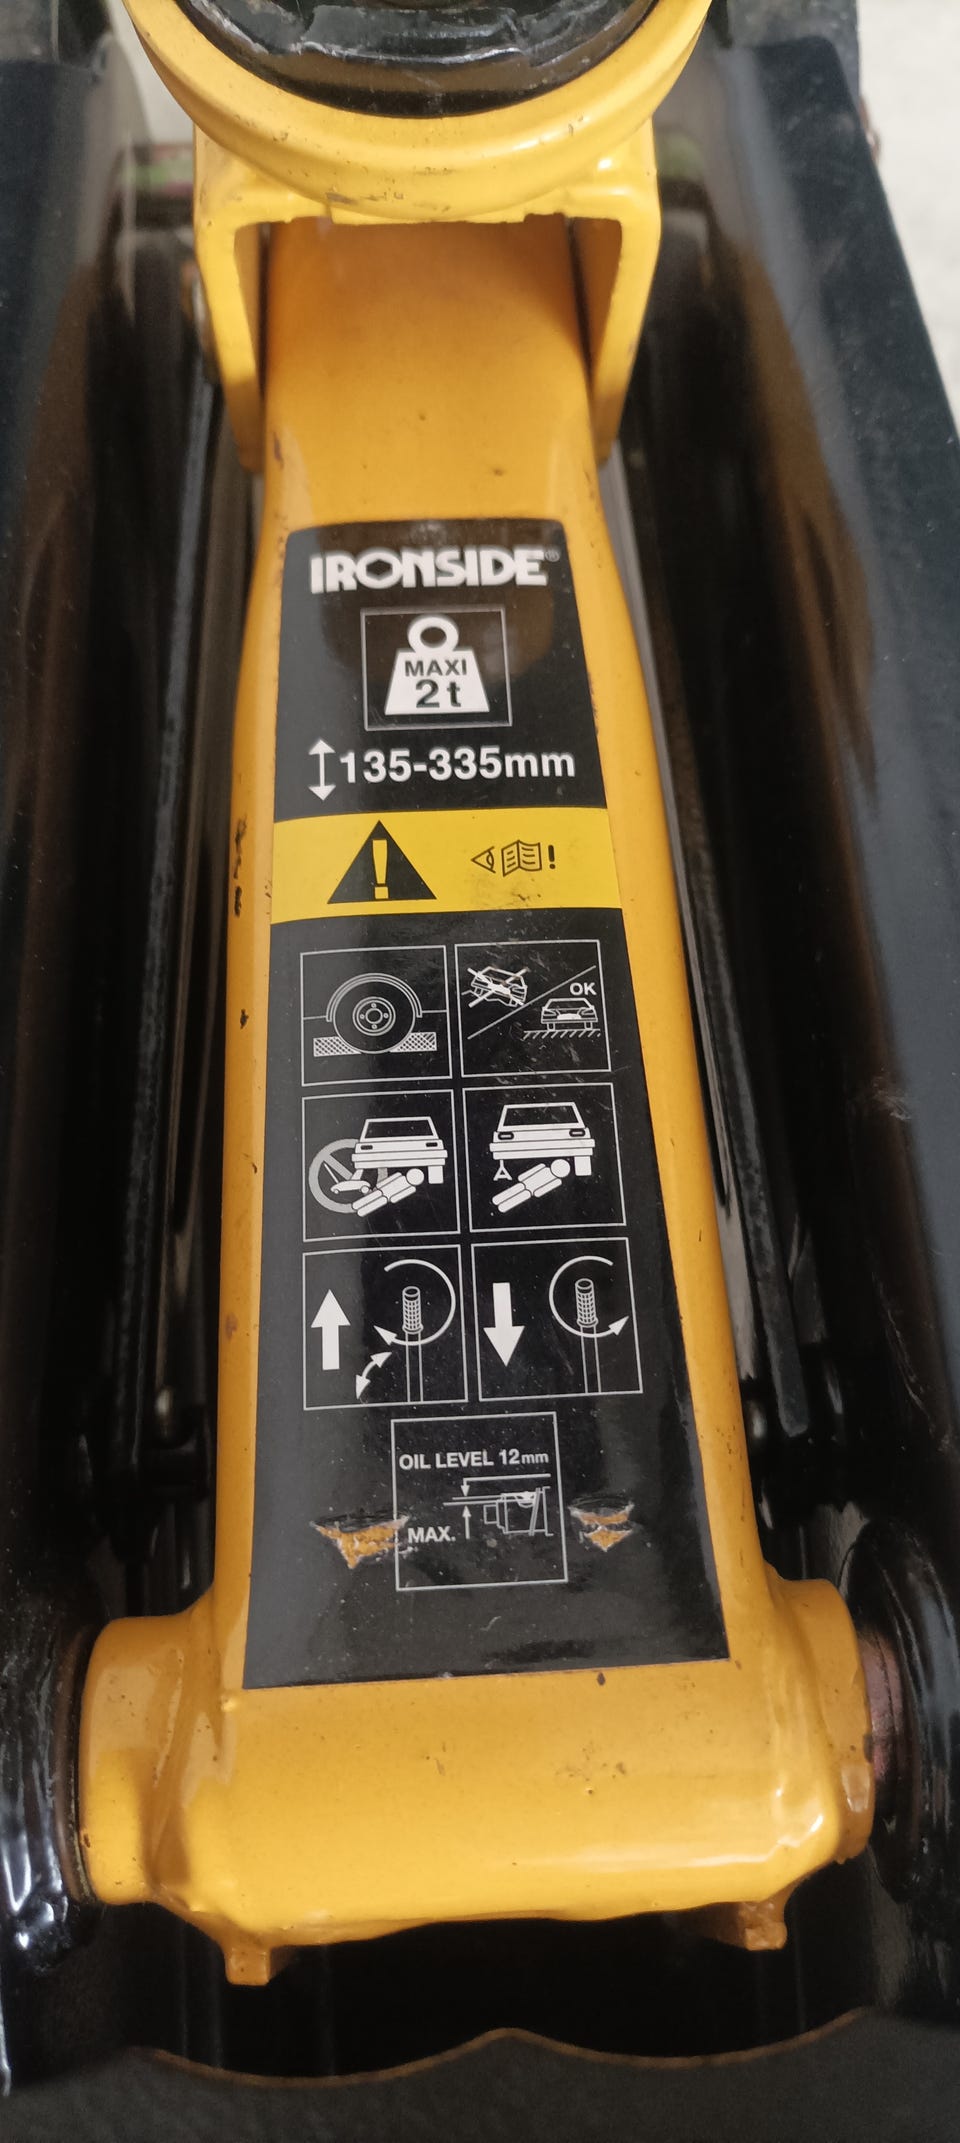 IRONSIDE®
MAXI
2t
135-335mm
!
!
OK
OIL LEVEL 12mm
MAX.